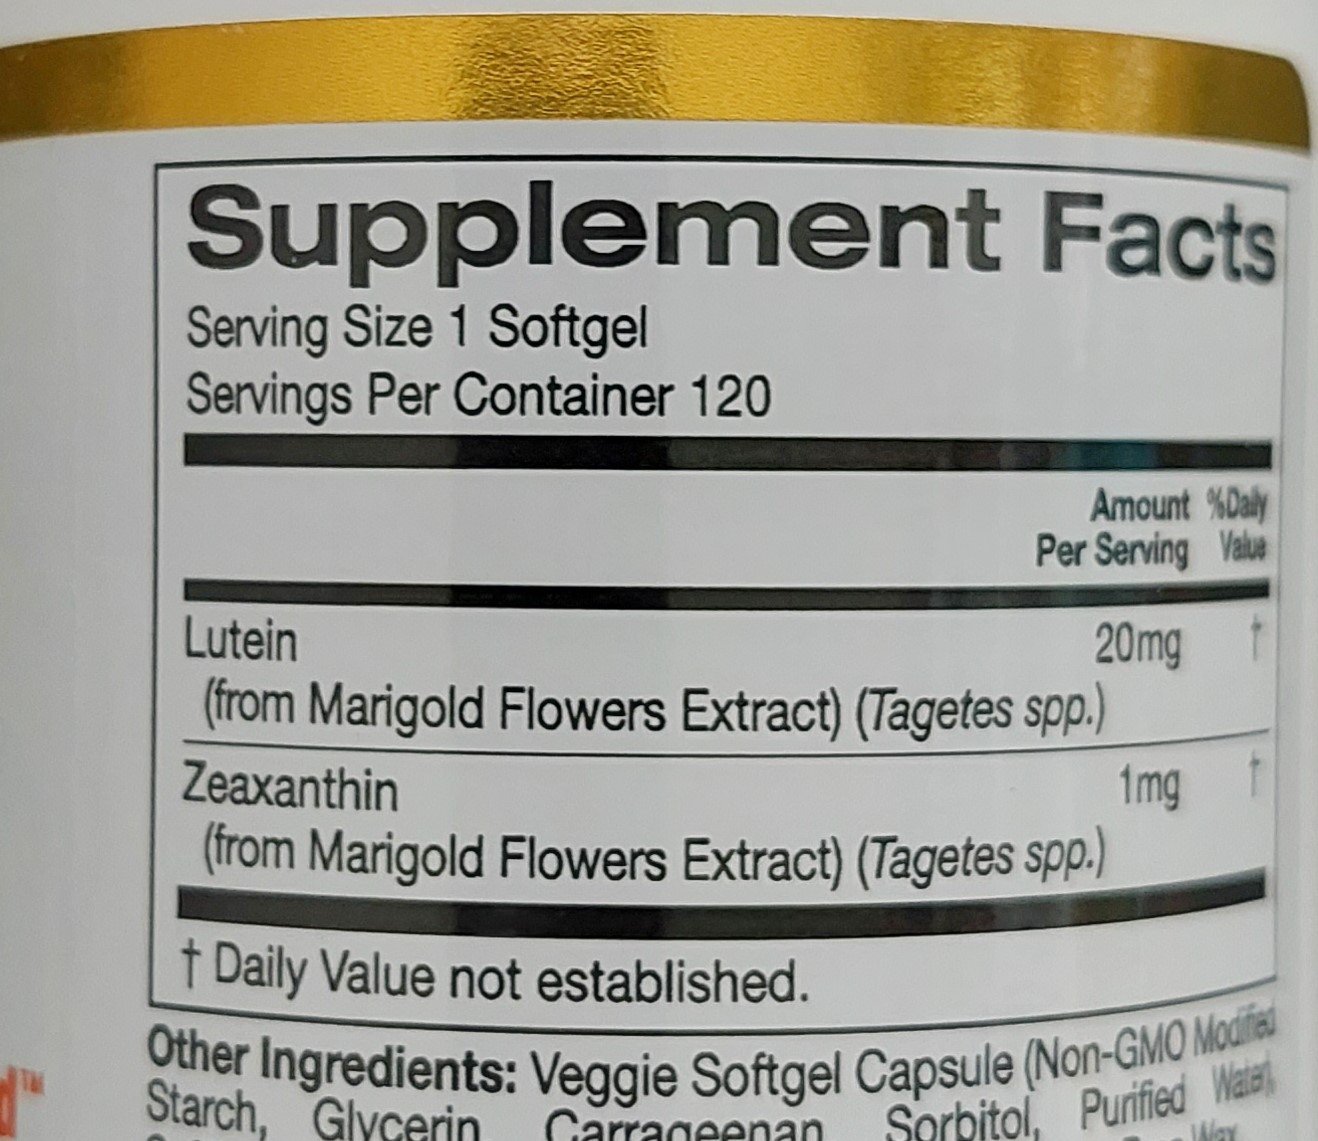 Supplement Facts
Serving Size 1 Softgel
Servings Per Container 120
Amount %Daily
Per Serving Value
Lutein 20mg †
(from Marigold Flowers Extract) (Tagetes spp.)
Zeaxanthin 1mg †
(from Marigold Flowers Extract) (Tagetes spp.)
† Daily Value not established.
Other Ingredients: Veggie Softgel Capsule (Non-GMO Modified
Starch, Glycerin, Carrageenan, Sorbitol, Purified Water),
Wax
d™